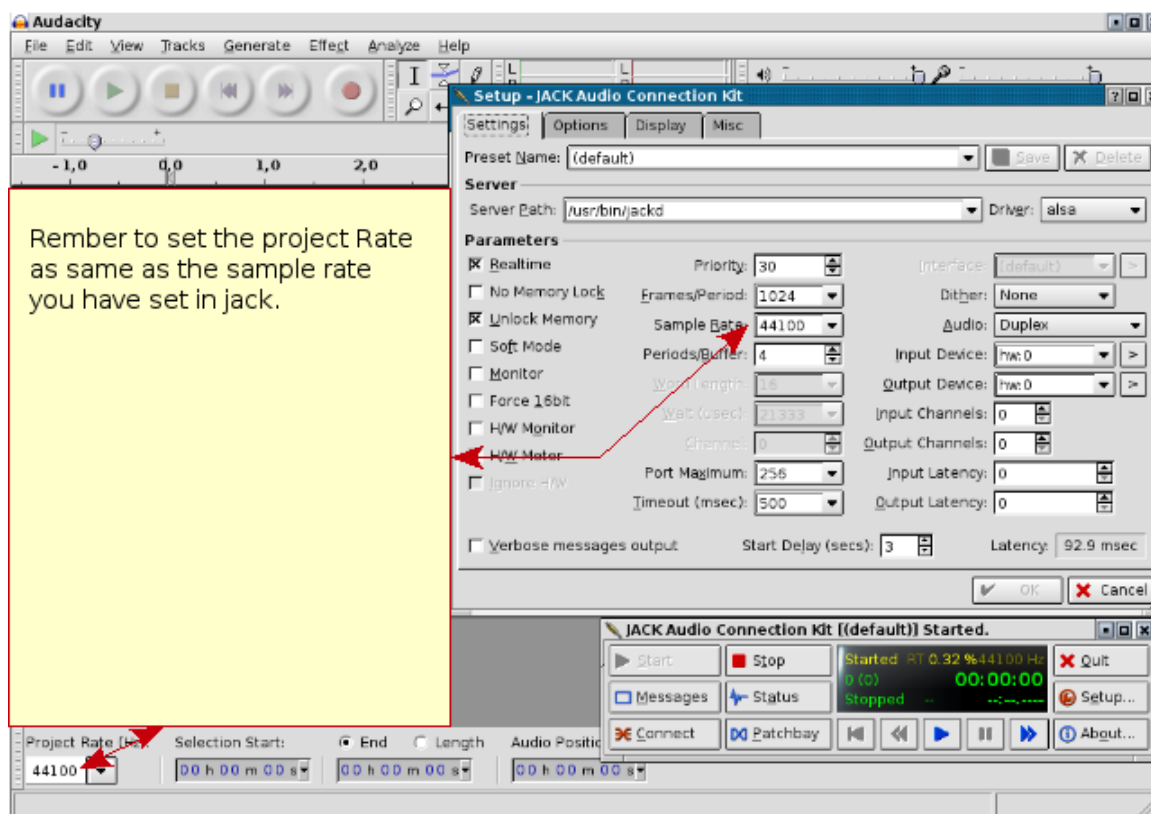 Audacity
File Edit View Tracks Generate Effect Analyze Help
L
L
-1,0 0,0 1,0 2,0
Rember to set the project Rate
as same as the sample rate
you have set in jack.
Setup - JACK Audio Connection Kit
Settings Options Display Misc
Preset Name: (default) Save Delete
Server
Server Path: /usr/bin/jackd Driver: alsa
Parameters
Realtime Priority: 30 Interface: (default) >
No Memory Lock Frames/Period: 1024 Dither: None
Unlock Memory Sample Rate: 44100 Audio: Duplex
Soft Mode Periods/Buffer: 4 Input Device: hw:0 >
Monitor Word Length: 16 Output Device: hw:0 >
Force 16bit Wait (usec): 21333 Input Channels: 0
H/W Monitor Channel: 0 Output Channels: 0
H/W Meter Port Maximum: 256 Input Latency: 0
Ignore H/W Timeout (msec): 500 Output Latency: 0
Verbose messages output Start Delay (secs): 3 Latency: 92.9 msec
OK Cancel
JACK Audio Connection Kit [(default)] Started.
Start Stop Started RT 0.32 % 44100 Hz Quit
0 (0) 00:00:00
Messages Status Stopped -- --:--.---- Setup...
Connect Patchbay About...
Project Rate (Hz): Selection Start: End Length Audio Positio
44100 00 h 00 m 00 s 00 h 00 m 00 s 00 h 00 m 00 s